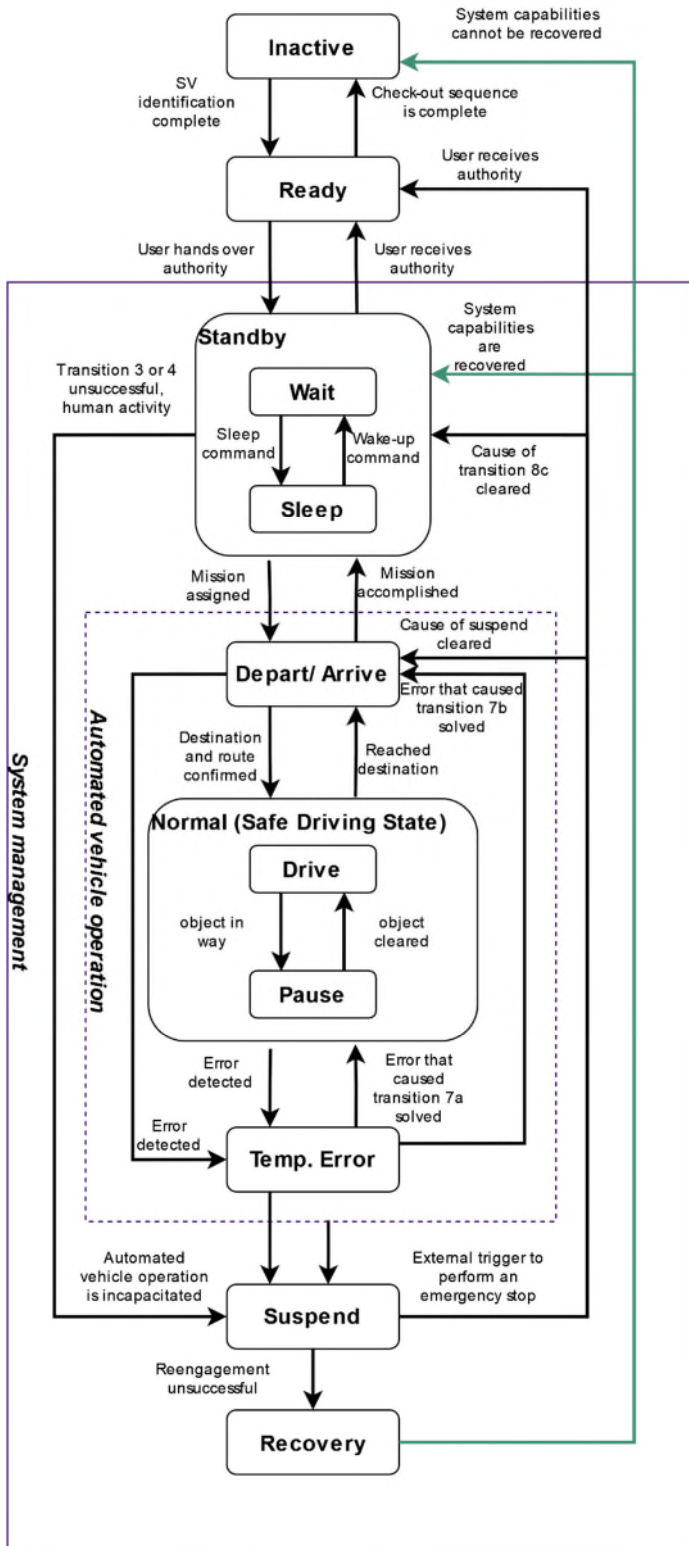 System capabilities
cannot be recovered
Inactive
SV
identification
complete
Check-out sequence
is complete
User receives
authority
Ready
User hands over
authority
User receives
authority
System
capabilities
are
recovered
Standby
Transition 3 or 4
unsuccessful,
human activity
Wait
Sleep
command
Wake-up
command
Cause of
transition 8c
cleared
Sleep
Mission
assigned
Mission
accomplished
Cause of suspend
cleared
Depart/ Arrive
Error that caused
transition 7b
solved
Automated vehicle operation
System management
Destination
and route
confirmed
Reached
destination
Normal (Safe Driving State)
Drive
object in
way
object
cleared
Pause
Error
detected
Error that
caused
transition 7a
solved
Error
detected
Temp. Error
Automated
vehicle operation
is incapacitated
External trigger to
perform an
emergency stop
Suspend
Reengagement
unsuccessful
Recovery